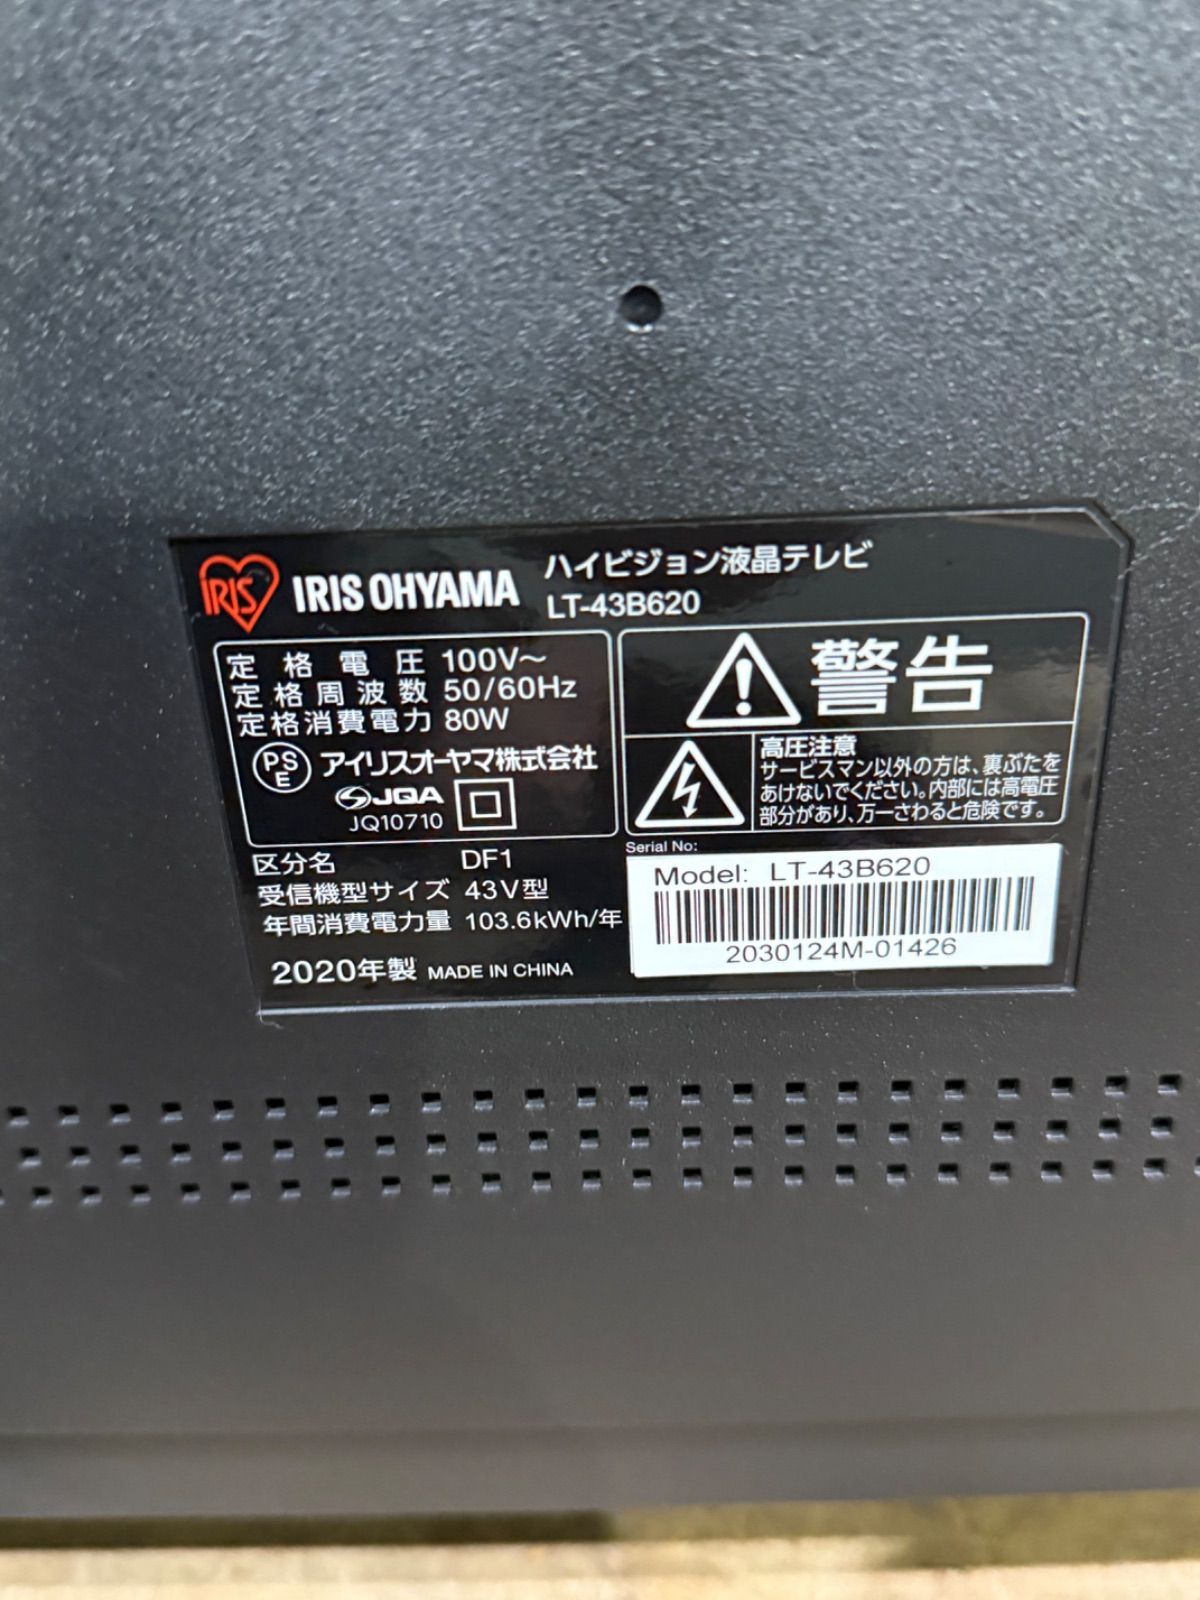 IRIS
IRIS OHYAMA
ハイビジョン液晶テレビ
LT-43B620
定格電圧 100V～
定格周波数 50/60Hz
定格消費電力 80W
PS
E
アイリスオーヤマ株式会社
JQA
JQ10710
警告
高圧注意
サービスマン以外の方は、裏ぶたを
あけないでください。内部には高電圧
部分があり、万一さわると危険です。
区分名 DF1
受信機型サイズ 43V型
年間消費電力量 103.6kWh/年
2020年製 MADE IN CHINA
Serial No:
Model: LT-43B620
2030124M-01426